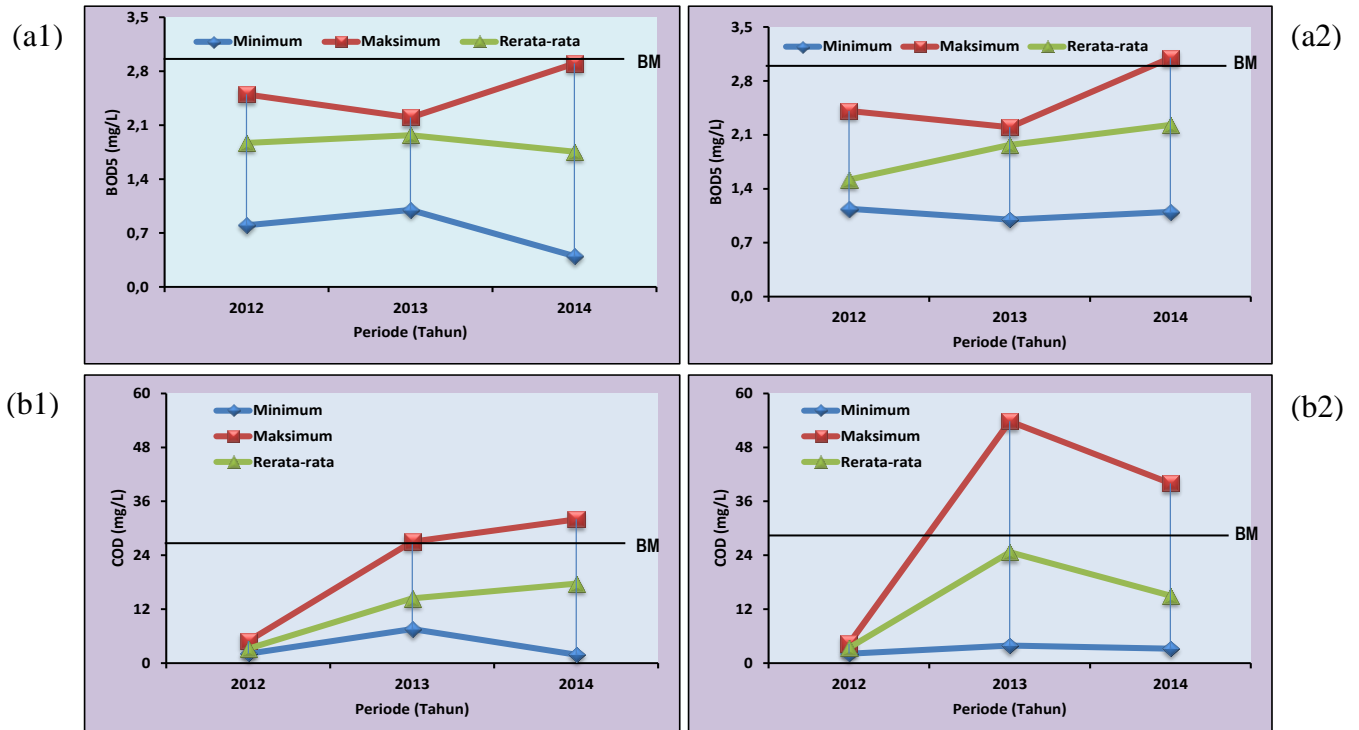 (a1)
3,5
2,8
2,1
1,4
0,7
0,0
BOD5 (mg/L)
Minimum Maksimum Rerata-rata
BM
2012 2013 2014
Periode (Tahun)
(a2)
3,5
2,8
2,1
1,4
0,7
0,0
BOD5 (mg/L)
Minimum Maksimum Rerata-rata
BM
2012 2013 2014
Periode (Tahun)
(b1)
60
48
36
24
12
0
COD (mg/L)
Minimum
Maksimum
Rerata-rata
BM
2012 2013 2014
Periode (Tahun)
(b2)
60
48
36
24
12
0
COD (mg/L)
Minimum
Maksimum
Rerata-rata
BM
2012 2013 2014
Periode (Tahun)